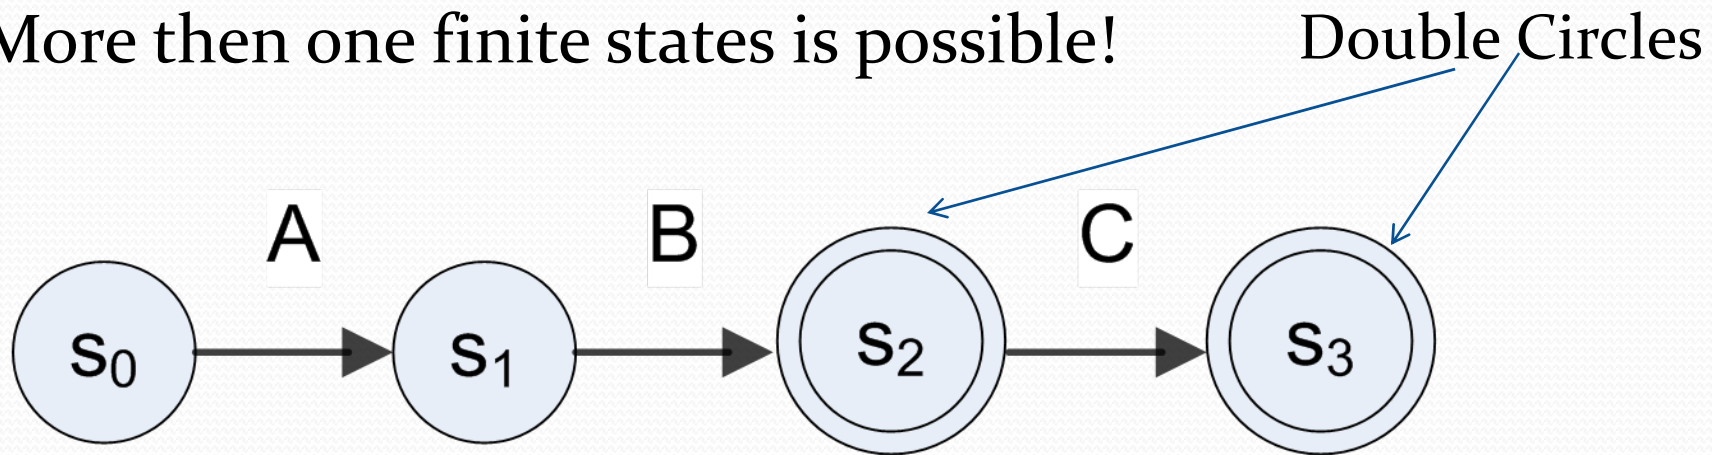 More then one finite states is possible!
Double Circles
A
B
C
s0
s1
s2
s3